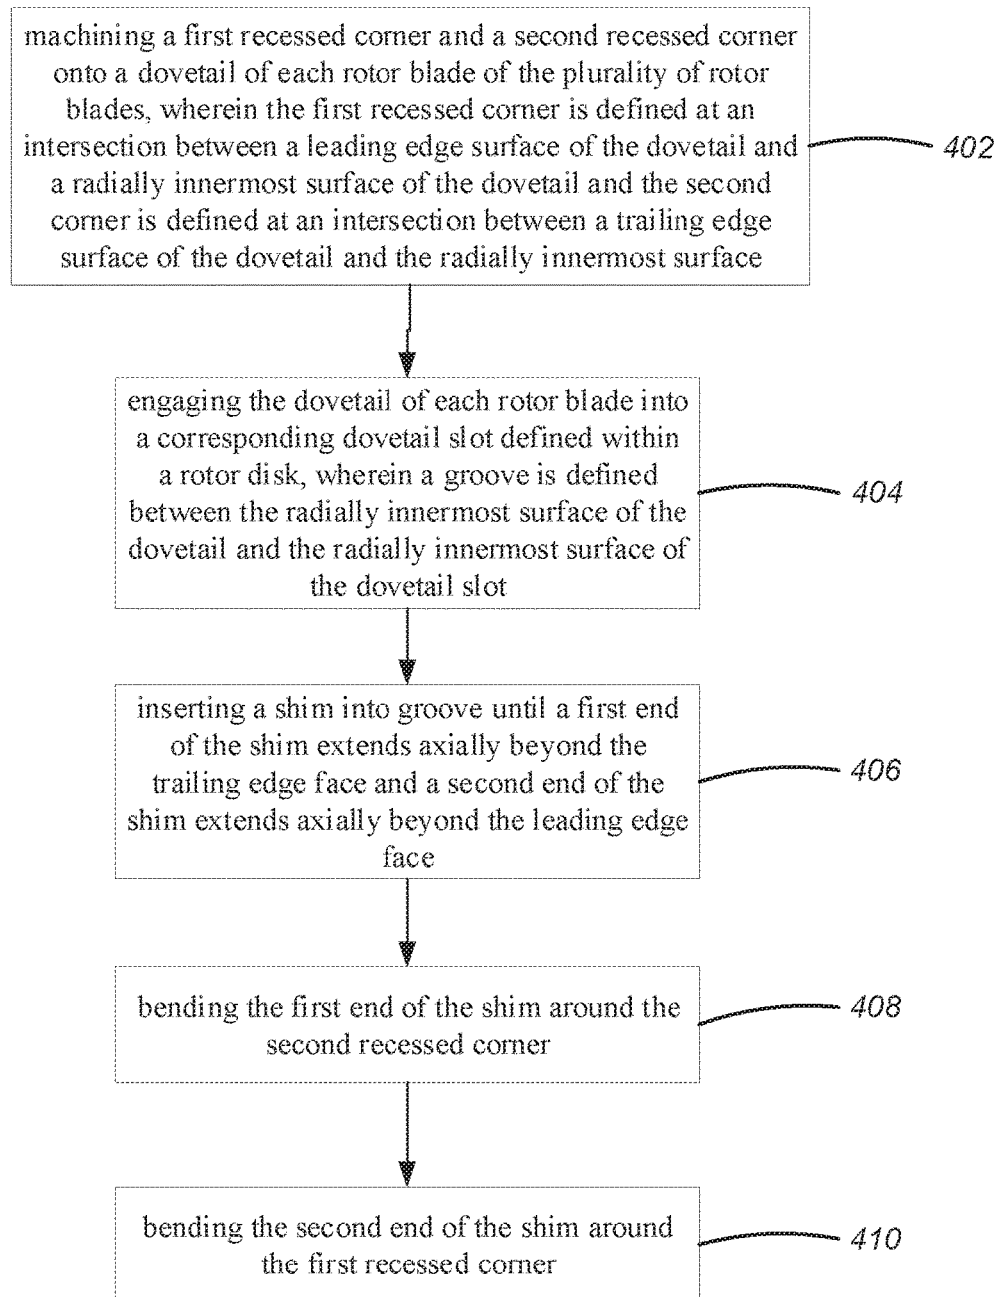 machining a first recessed corner and a second recessed corner
onto a dovetail of each rotor blade of the plurality of rotor
blades, wherein the first recessed corner is defined at an
intersection between a leading edge surface of the dovetail and
a radially innermost surface of the dovetail and the second
corner is defined at an intersection between a trailing edge
surface of the dovetail and the radially innermost surface
402
engaging the dovetail of each rotor blade into
a corresponding dovetail slot defined within
a rotor disk, wherein a groove is defined
between the radially innermost surface of the
dovetail and the radially innermost surface of
the dovetail slot
404
inserting a shim into groove until a first end
of the shim extends axially beyond the
trailing edge face and a second end of the
shim extends axially beyond the leading edge
face
406
bending the first end of the shim around the
second recessed corner
408
bending the second end of the shim around
the first recessed corner
410